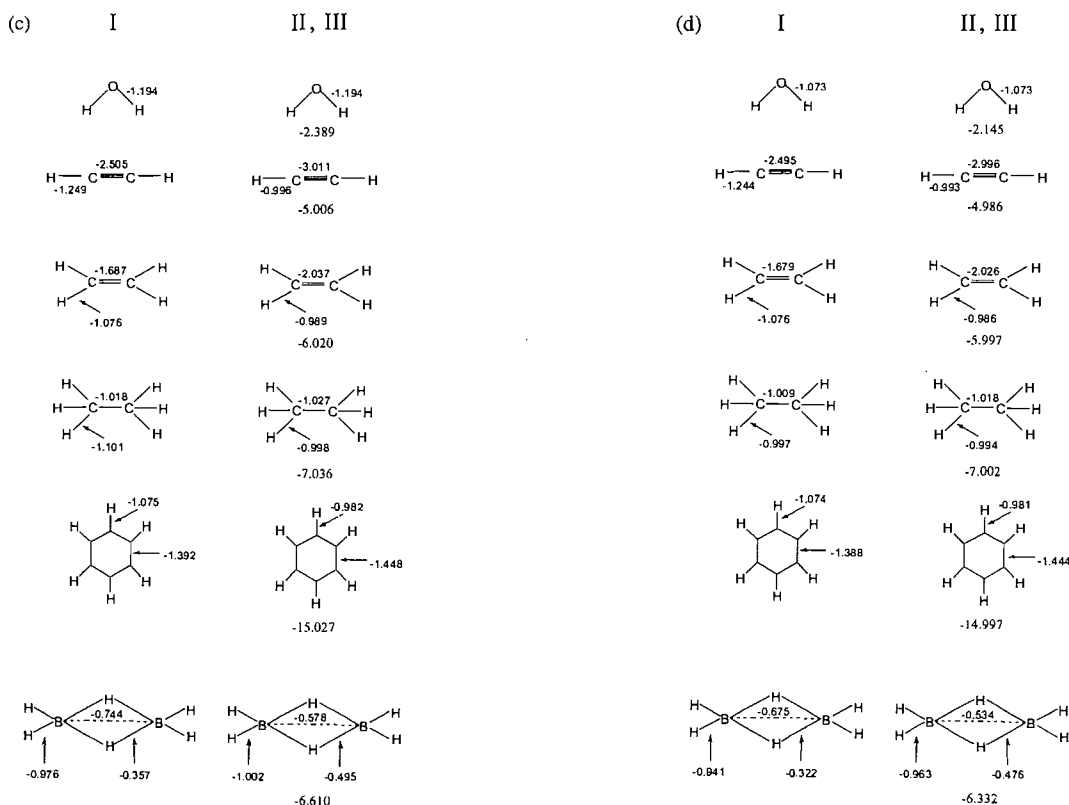 (c) I II, III
O -1.194
H H
O -1.194
H H
-2.389
-2.505
H C C H
-1.249
-3.011
H C C H
-0.996
-5.006
H H
-1.687
C C
H H
-1.076
H H
-2.037
C C
H H
-0.989
-6.020
H H
-1.018
H C C H
H H
-1.101
H H
-1.027
H C C H
H H
-0.998
-7.036
H -1.075
H H
-1.392
H H
H
H -0.982
H H
-1.448
H H
H
-15.027
H H H
B -0.744 B
H H H
-0.976 -0.357
H H H
B -0.578 B
H H H
-1.002 -0.495
-6.610
(d) I II, III
O -1.073
H H
O -1.073
H H
-2.145
-2.495
H C C H
-1.244
-2.996
H C C H
-0.993
-4.986
H H
-1.679
C C
H H
-1.076
H H
-2.026
C C
H H
-0.986
-5.997
H H
-1.009
H C C H
H H
-0.997
H H
-1.018
H C C H
H H
-0.994
-7.002
H -1.074
H H
-1.388
H H
H
H -0.981
H H
-1.444
H H
H
-14.997
H H H
B -0.675 B
H H H
-0.941 -0.322
H H H
B -0.534 B
H H H
-0.963 -0.476
-6.332